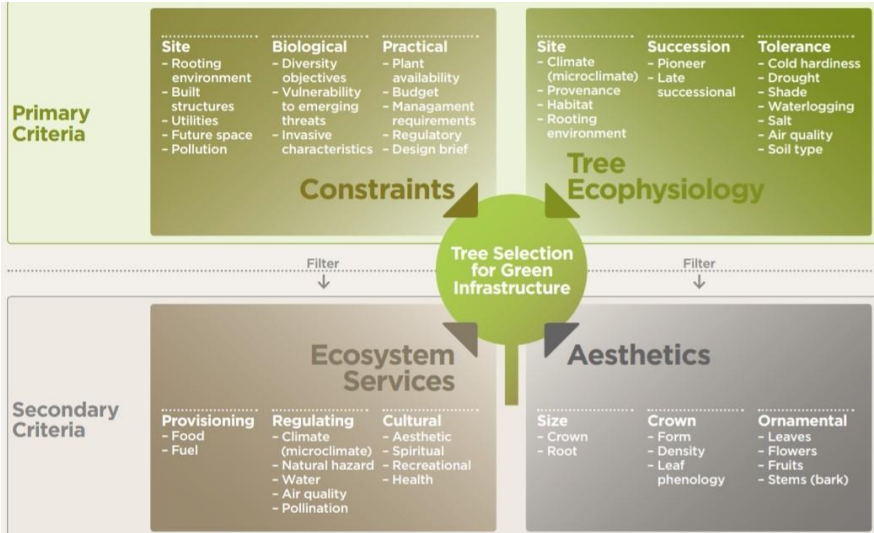 Primary
Criteria
Site
– Rooting
environment
– Built
structures
– Utilities
– Future space
– Pollution
Biological
– Diversity
objectives
– Vulnerability
to emerging
threats
– Invasive
characteristics
Practical
– Plant
availability
– Budget
– Managament
requirements
– Regulatory
– Design brief
Constraints
Site
– Climate
(microclimate)
– Provenance
– Habitat
– Rooting
environment
Succession
– Pioneer
– Late
successional
Tolerance
– Cold hardiness
– Drought
– Shade
– Waterlogging
– Salt
– Air quality
– Soil type
Tree
Ecophysiology
Tree Selection
for Green
Infrastructure
Filter
Filter
Secondary
Criteria
Ecosystem
Services
Provisioning
– Food
– Fuel
Regulating
– Climate
(microclimate)
– Natural hazard
– Water
– Air quality
– Pollination
Cultural
– Aesthetic
– Spiritual
– Recreational
– Health
Aesthetics
Size
– Crown
– Root
Crown
– Form
– Density
– Leaf
phenology
Ornamental
– Leaves
– Flowers
– Fruits
– Stems (bark)